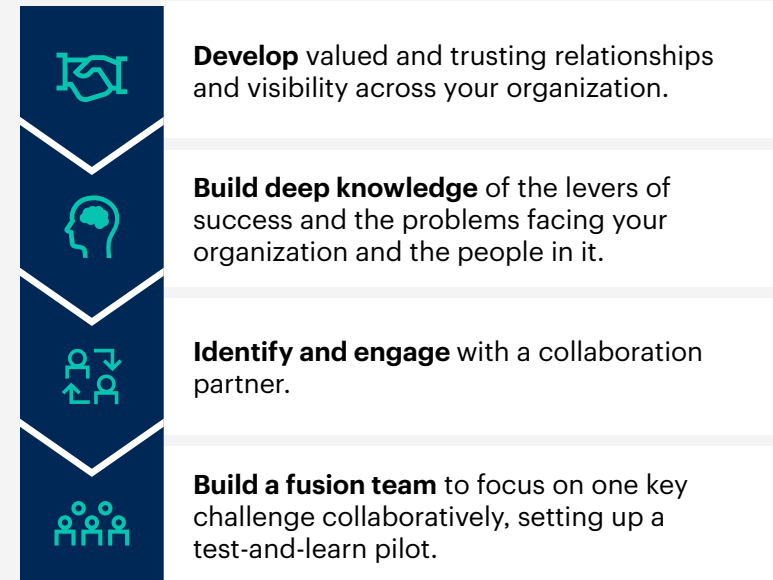 Develop valued and trusting relationships
and visibility across your organization.
Build deep knowledge of the levers of
success and the problems facing your
organization and the people in it.
Identify and engage with a collaboration
partner.
Build a fusion team to focus on one key
challenge collaboratively, setting up a
test-and-learn pilot.